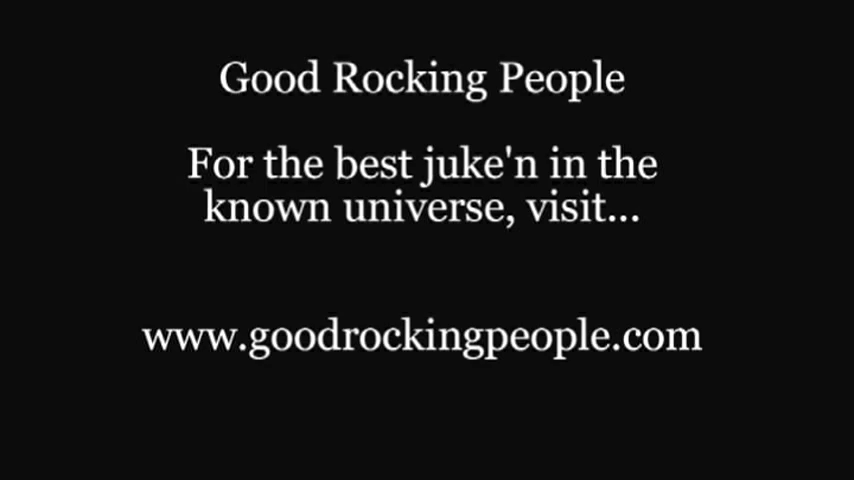 Good Rocking People
For the best juke'n in the
known universe, visit...
www.goodrockingpeople.com